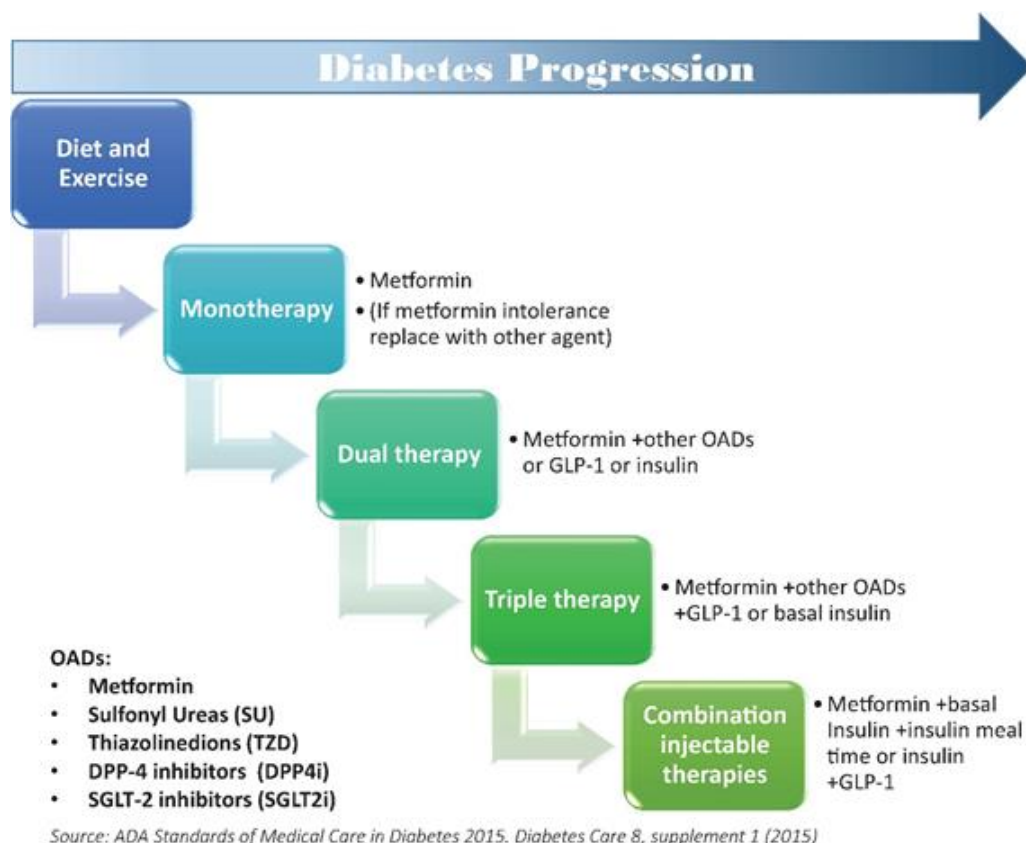 Diabetes Progression
Diet and
Exercise
Monotherapy
• Metformin
• (If metformin intolerance
replace with other agent)
Dual therapy
• Metformin +other OADs
or GLP-1 or insulin
Triple therapy
• Metformin +other OADs
+GLP-1 or basal insulin
Combination
injectable
therapies
• Metformin +basal
Insulin +insulin meal
time or insulin
+GLP-1
OADs:
• Metformin
• Sulfonyl Ureas (SU)
• Thiazolinedions (TZD)
• DPP-4 inhibitors (DPP4i)
• SGLT-2 inhibitors (SGLT2i)
Source: ADA Standards of Medical Care in Diabetes 2015. Diabetes Care 8, supplement 1 (2015)